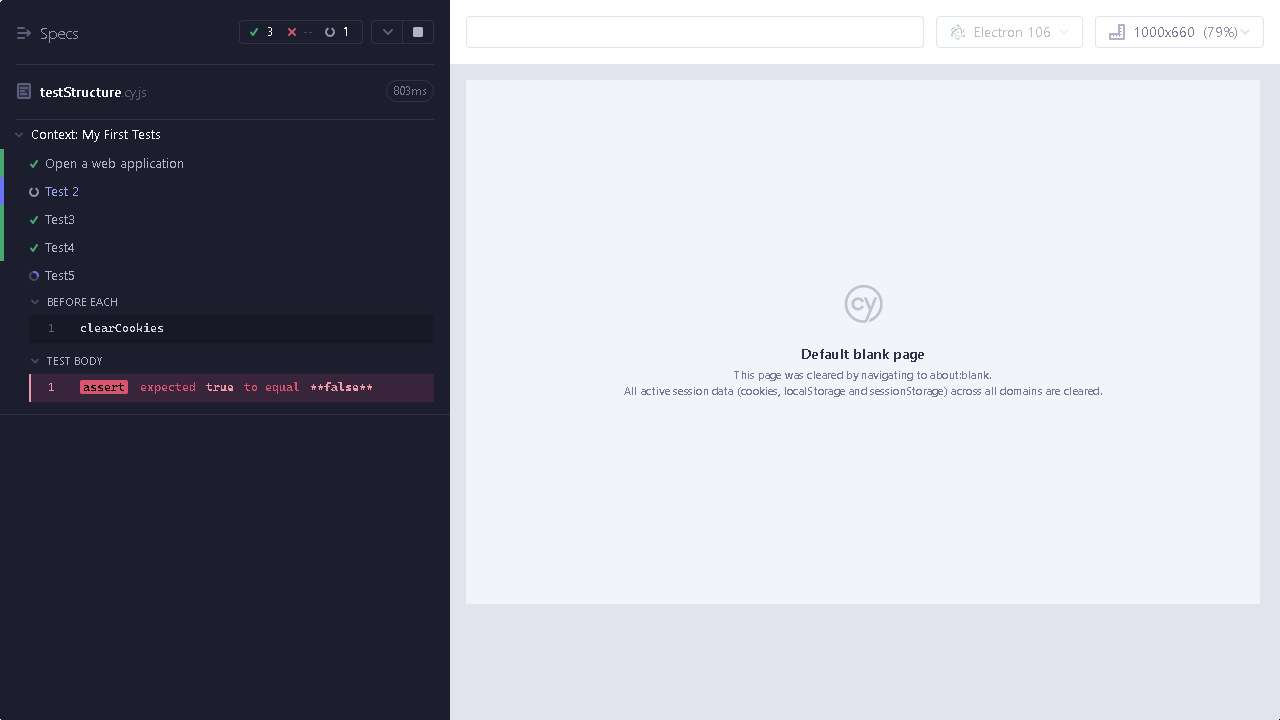 Specs
3
--
1
testStructure.cy.js
803ms
Context: My First Tests
Open a web application
Test 2
Test3
Test4
Test5
BEFORE EACH
1 clearCookies
TEST BODY
1 assert expected true to equal **false**
Electron 106
1000x660 (79%)
cy
Default blank page
This page was cleared by navigating to about:blank.
All active session data (cookies, localStorage and sessionStorage) across all domains are cleared.